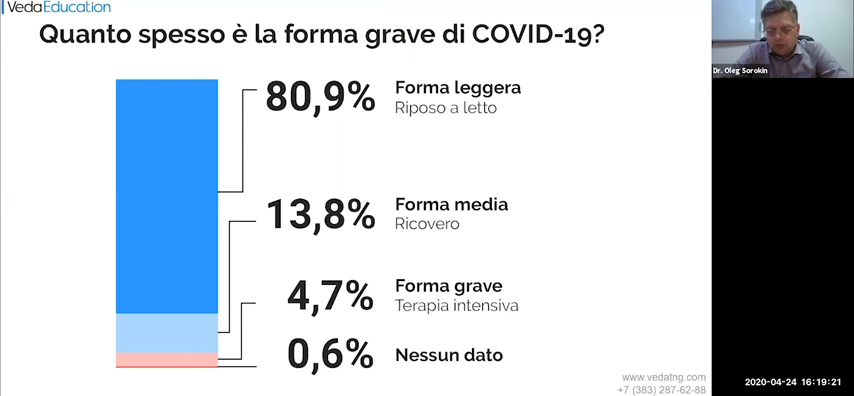 VedaEducation
Quanto spesso è la forma grave di COVID-19?
80,9%
Forma leggera
Riposo a letto
13,8%
Forma media
Ricovero
4,7%
Forma grave
Terapia intensiva
0,6%
Nessun dato
www.vedatng.com
+7 (383) 287-62-88
Dr. Oleg Sorokin
2020-04-24 16:19:21